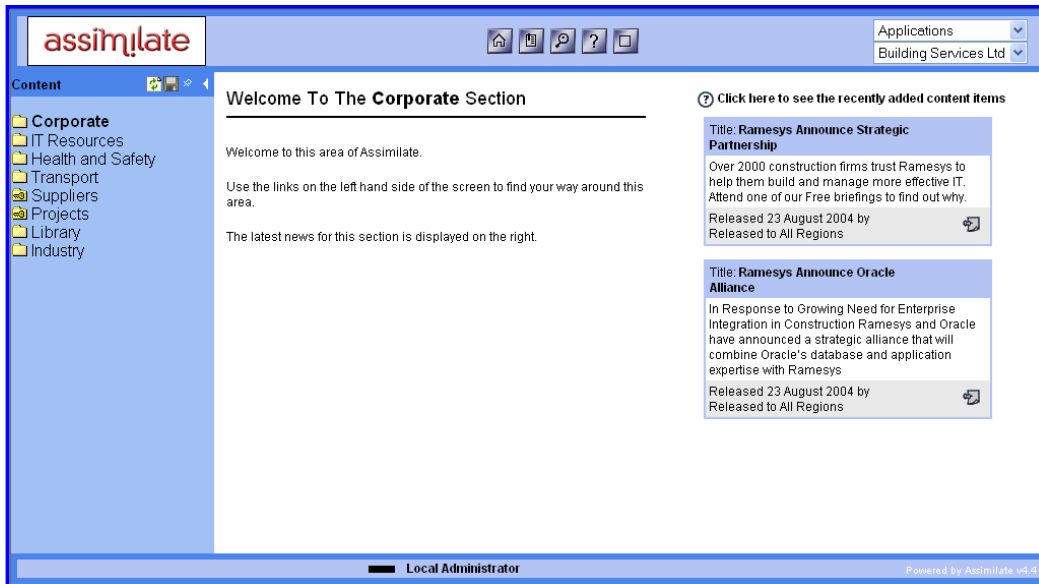 assimilate
Applications
Building Services Ltd
Content
Corporate
IT Resources
Health and Safety
Transport
Suppliers
Projects
Library
Industry
Welcome To The Corporate Section
Welcome to this area of Assimilate.
Use the links on the left hand side of the screen to find your way around this
area.
The latest news for this section is displayed on the right.
? Click here to see the recently added content items
Title: Ramesys Announce Strategic
Partnership
Over 2000 construction firms trust Ramesys to
help them build and manage more effective IT.
Attend one of our Free briefings to find out why.
Released 23 August 2004 by
Released to All Regions
Title: Ramesys Announce Oracle
Alliance
In Response to Growing Need for Enterprise
Integration in Construction Ramesys and Oracle
have announced a strategic alliance that will
combine Oracle's database and application
expertise with Ramesys
Released 23 August 2004 by
Released to All Regions
Local Administrator
Powered by Assimilate v4.4